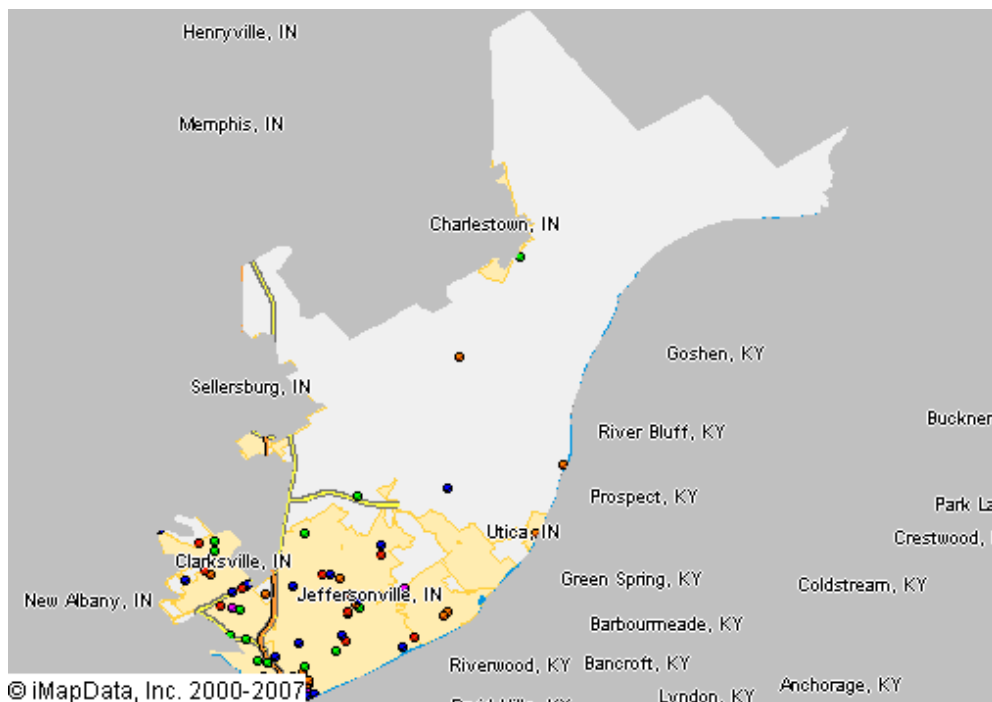 Henryville, IN
Memphis, IN
Charlestown, IN
Goshen, KY
Sellersburg, IN
Buckner
River Bluff, KY
Prospect, KY
Park La
Utica, IN
Crestwood,
Clarksville, IN
Green Spring, KY
Coldstream, KY
New Albany, IN
Jeffersonville, IN
Barbourmeade, KY
Riverwood, KY
Bancroft, KY
Anchorage, KY
© iMapData, Inc. 2000-2007
Lyndon, KY